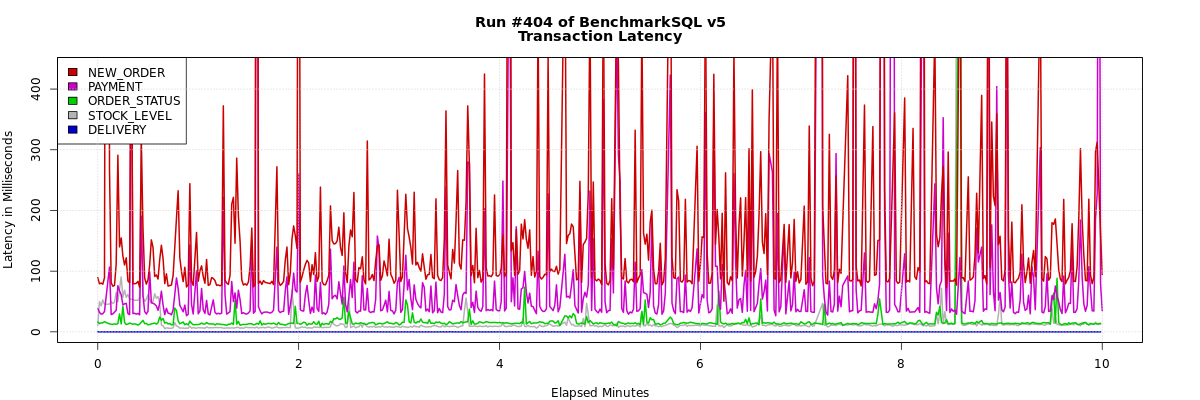 Run #404 of BenchmarkSQL v5
Transaction Latency
Latency in Milliseconds
400
300
200
100
0
NEW_ORDER
PAYMENT
ORDER_STATUS
STOCK_LEVEL
DELIVERY
0 2 4 6 8 10
Elapsed Minutes